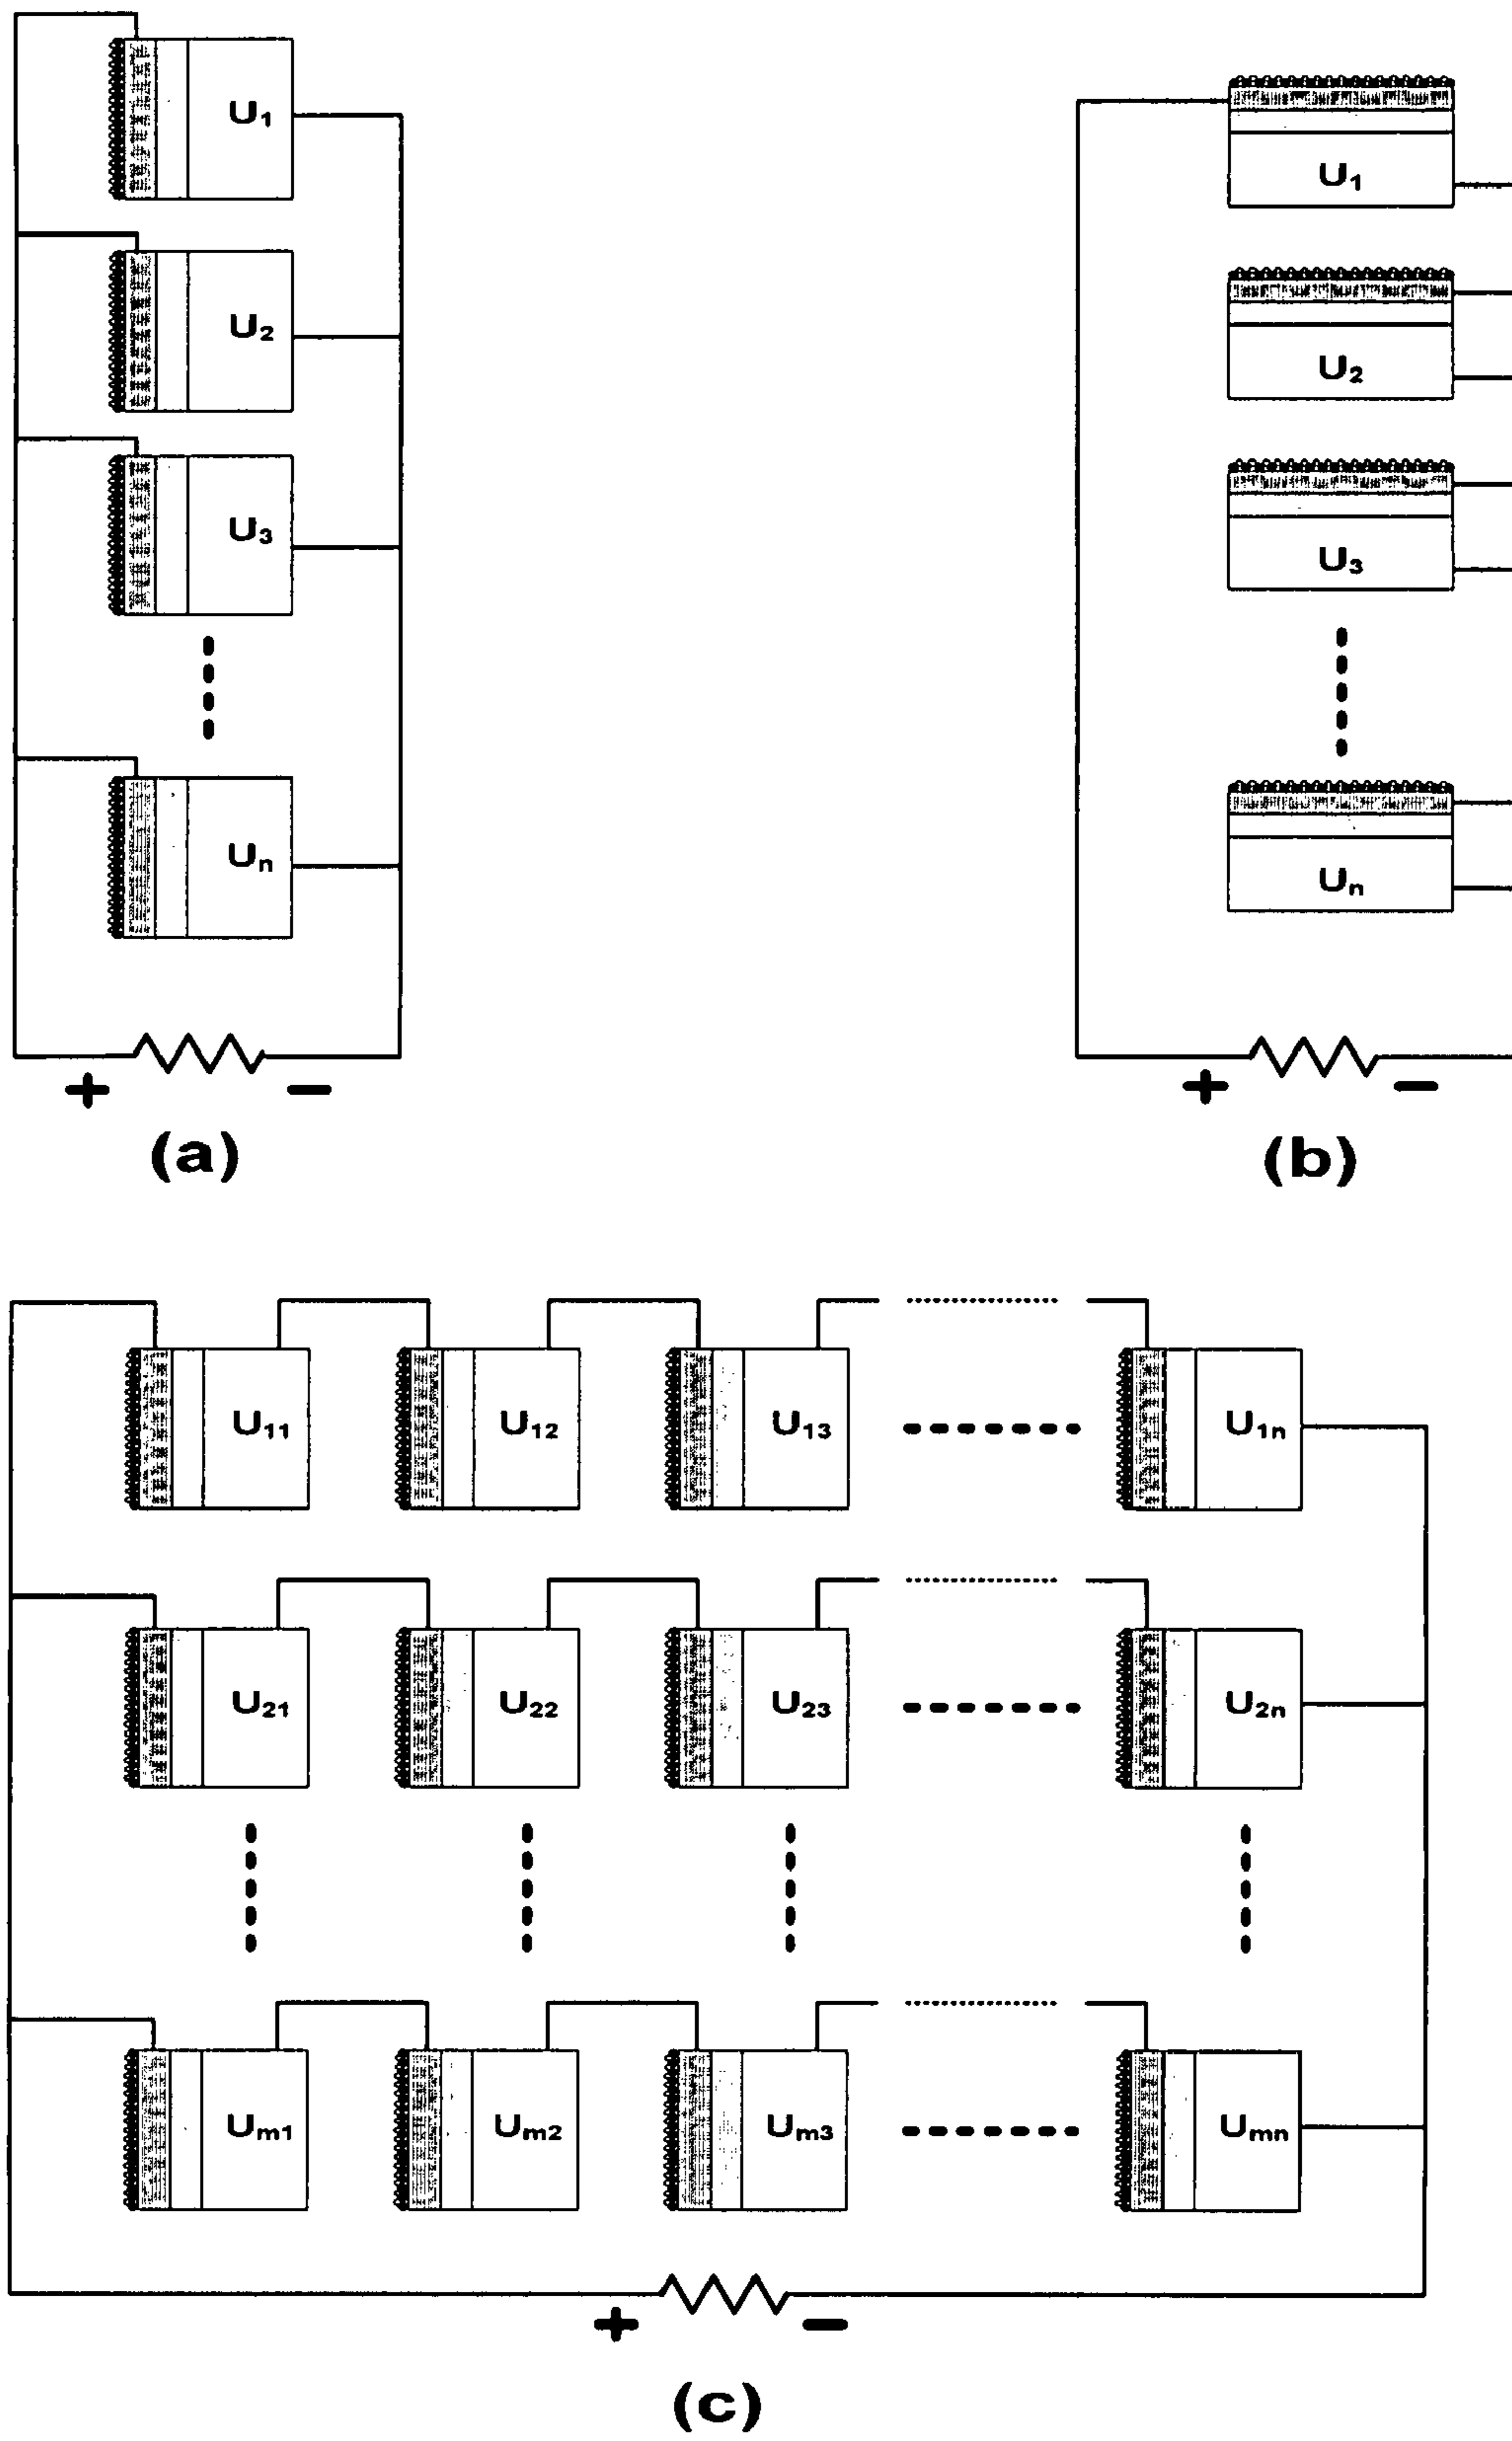 U₁
U₂
U₃
Uₙ
+ −
(a)
U₁
U₂
U₃
Uₙ
+ −
(b)
U₁₁ U₁₂ U₁₃ U₁ₙ
U₂₁ U₂₂ U₂₃ U₂ₙ
Uₘ₁ Uₘ₂ Uₘ₃ Uₘₙ
+ −
(c)